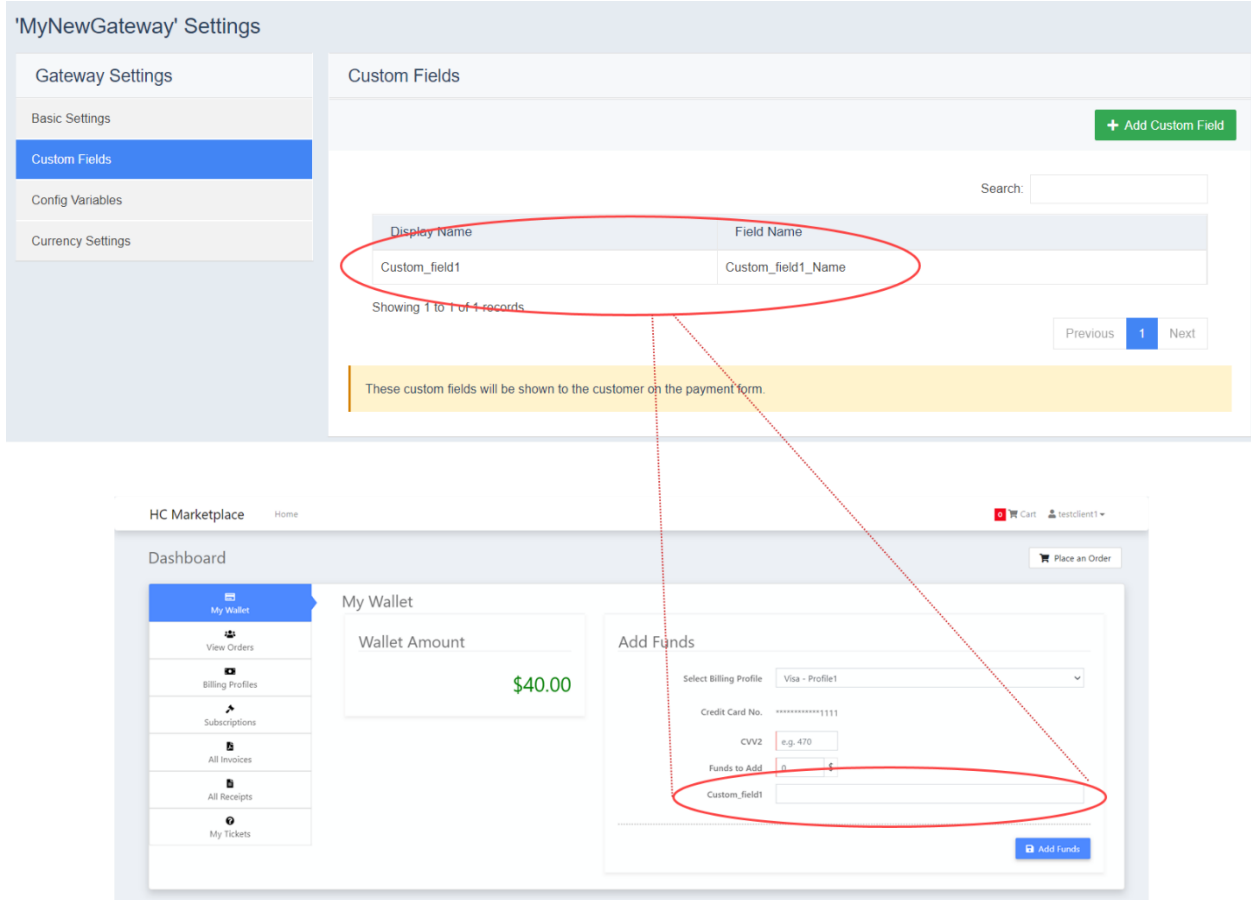 'MyNewGateway' Settings
Gateway Settings
Basic Settings
Custom Fields
Config Variables
Currency Settings
Custom Fields
+ Add Custom Field
Search:
Display Name Field Name
Custom_field1 Custom_field1_Name
Showing 1 to 1 of 1 records
Previous 1 Next
These custom fields will be shown to the customer on the payment form.
HC Marketplace Home 0 Cart testclient1
Dashboard Place an Order
My Wallet
View Orders
Billing Profiles
Subscriptions
All Invoices
All Receipts
My Tickets
My Wallet
Wallet Amount
$40.00
Add Funds
Select Billing Profile Visa - Profile1
Credit Card No. ************1111
CVV2 e.g. 470
Funds to Add 0 $
Custom_field1
Add Funds